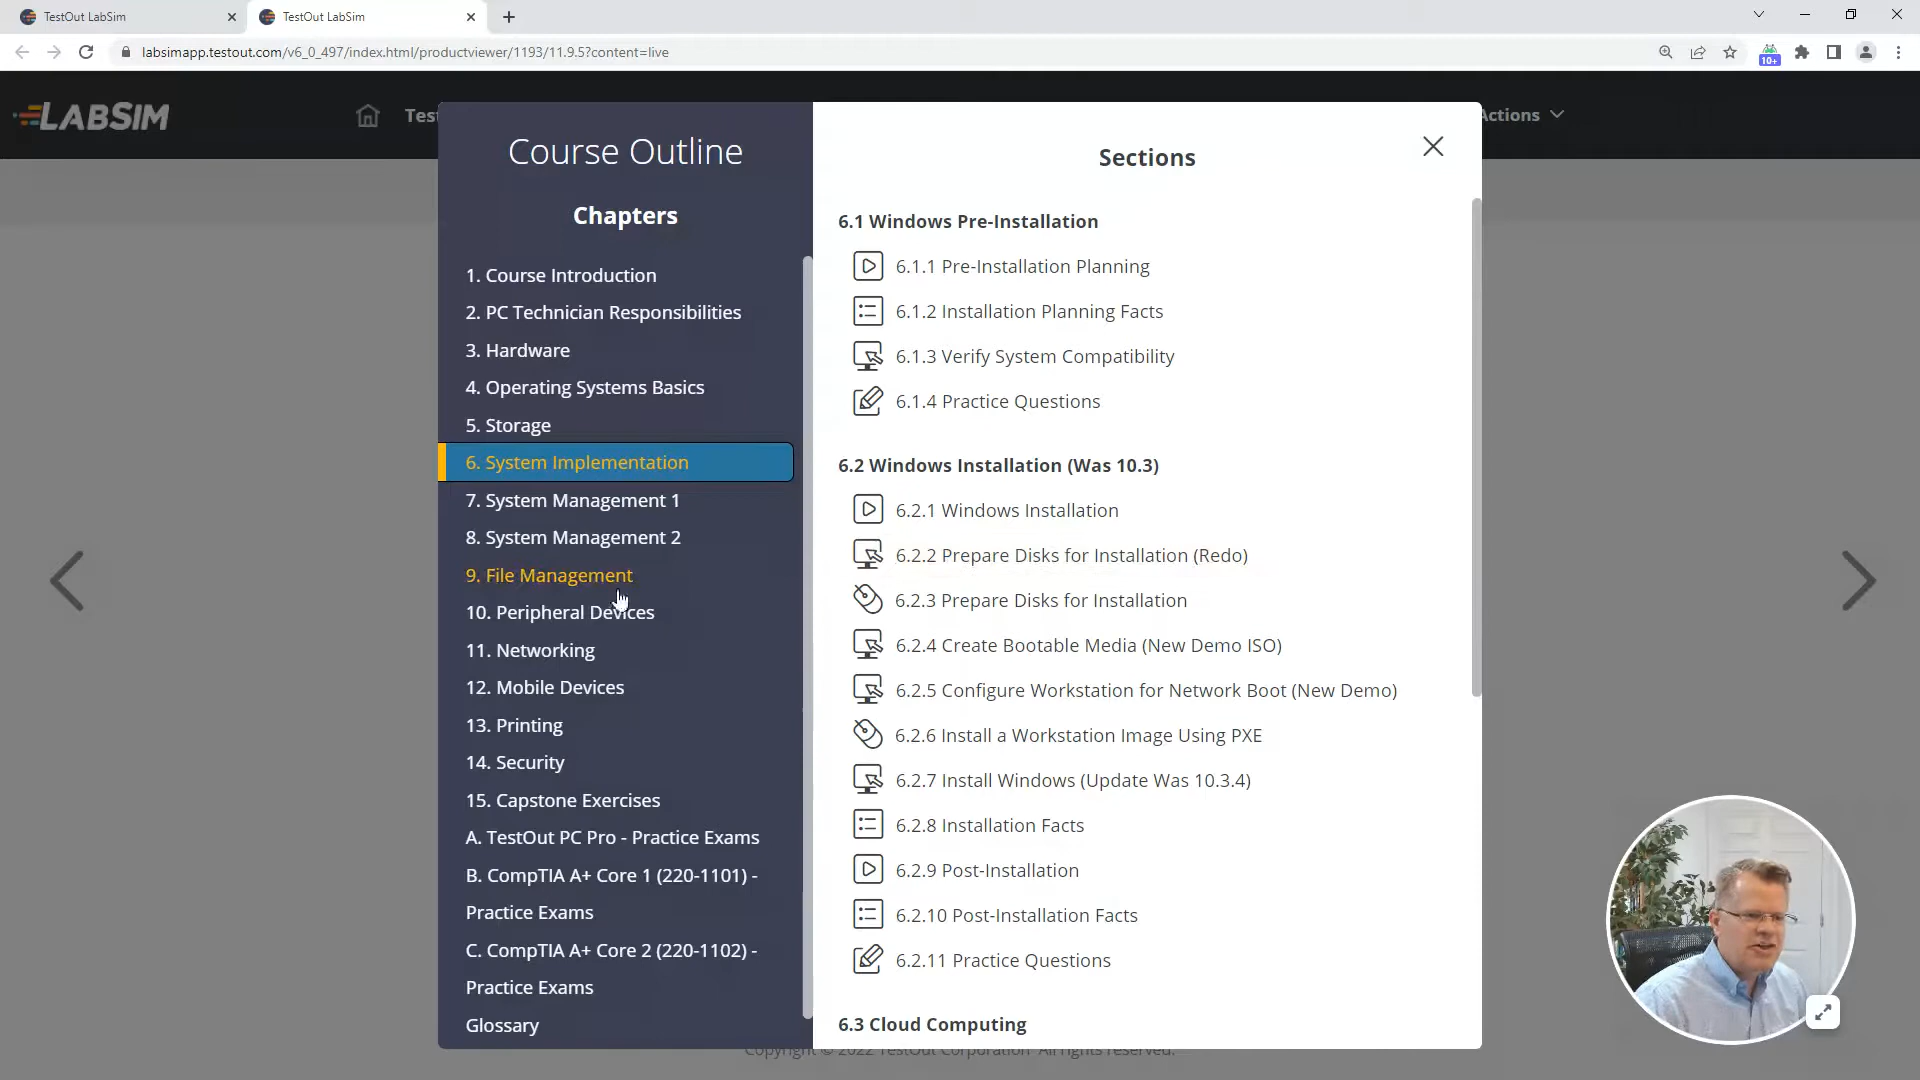 TestOut LabSim
TestOut LabSim
labsimapp.testout.com/v6_0_497/index.html/productviewer/1193/11.9.5?content=live
10+
LABSIM
Test
Actions
Course Outline
Chapters
1. Course Introduction
2. PC Technician Responsibilities
3. Hardware
4. Operating Systems Basics
5. Storage
6. System Implementation
7. System Management 1
8. System Management 2
9. File Management
10. Peripheral Devices
11. Networking
12. Mobile Devices
13. Printing
14. Security
15. Capstone Exercises
A. TestOut PC Pro - Practice Exams
B. CompTIA A+ Core 1 (220-1101) -
Practice Exams
C. CompTIA A+ Core 2 (220-1102) -
Practice Exams
Glossary
Sections
6.1 Windows Pre-Installation
6.1.1 Pre-Installation Planning
6.1.2 Installation Planning Facts
6.1.3 Verify System Compatibility
6.1.4 Practice Questions
6.2 Windows Installation (Was 10.3)
6.2.1 Windows Installation
6.2.2 Prepare Disks for Installation (Redo)
6.2.3 Prepare Disks for Installation
6.2.4 Create Bootable Media (New Demo ISO)
6.2.5 Configure Workstation for Network Boot (New Demo)
6.2.6 Install a Workstation Image Using PXE
6.2.7 Install Windows (Update Was 10.3.4)
6.2.8 Installation Facts
6.2.9 Post-Installation
6.2.10 Post-Installation Facts
6.2.11 Practice Questions
6.3 Cloud Computing
Copyright © 2022 TestOut Corporation All rights reserved.